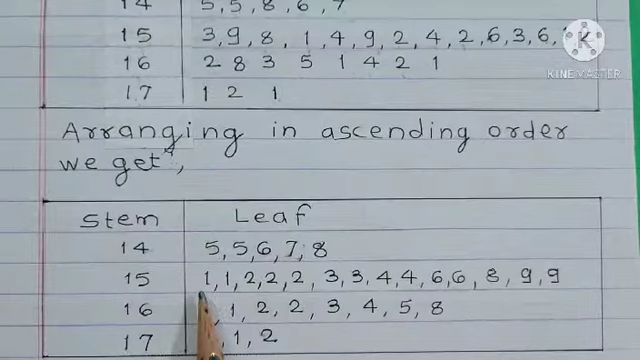 14 5, 5, 8, 6, 7
15 3, 9, 8, 1, 4, 9, 2, 4, 2, 6, 3, 6,
16 2 8 3 5 1 4 2 1
17 1 2 1
KINEMASTER
Arranging in ascending order
we get,
Stem Leaf
14 5, 5, 6, 7, 8
15 1, 1, 2, 2, 2, 3, 3, 4, 4, 6, 6, 8, 9, 9
16 , 1, 2, 2, 3, 4, 5, 8
17 , 1, 2